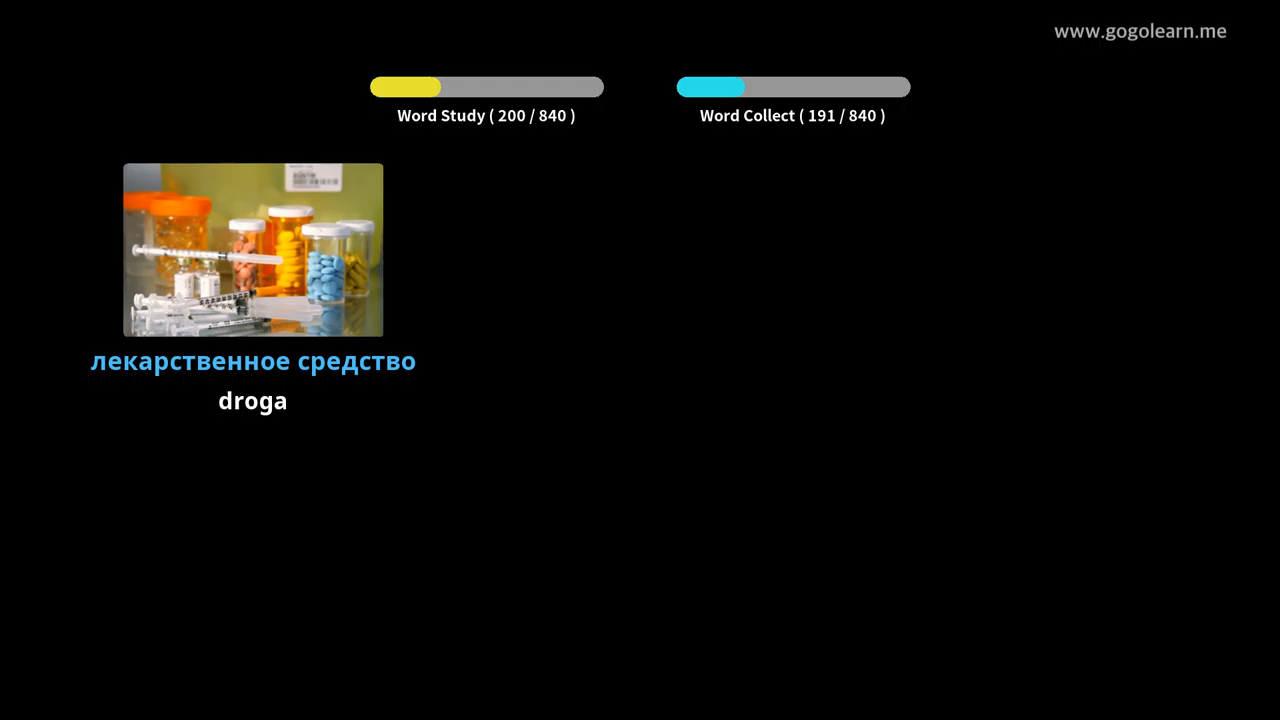 www.gogolearn.me
Word Study ( 200 / 840 )
Word Collect ( 191 / 840 )
лекарственное средство
droga